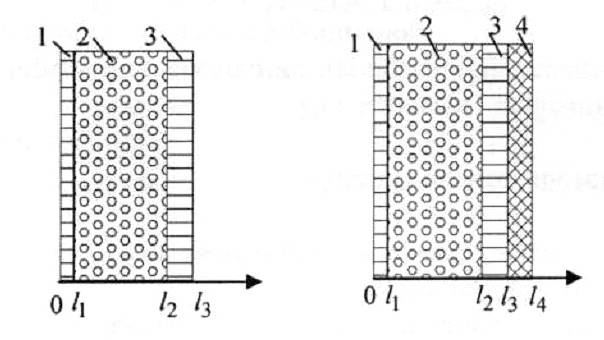 1 2 3
0 l₁ l₂ l₃
1 2 3 4
0 l₁ l₂ l₃ l₄